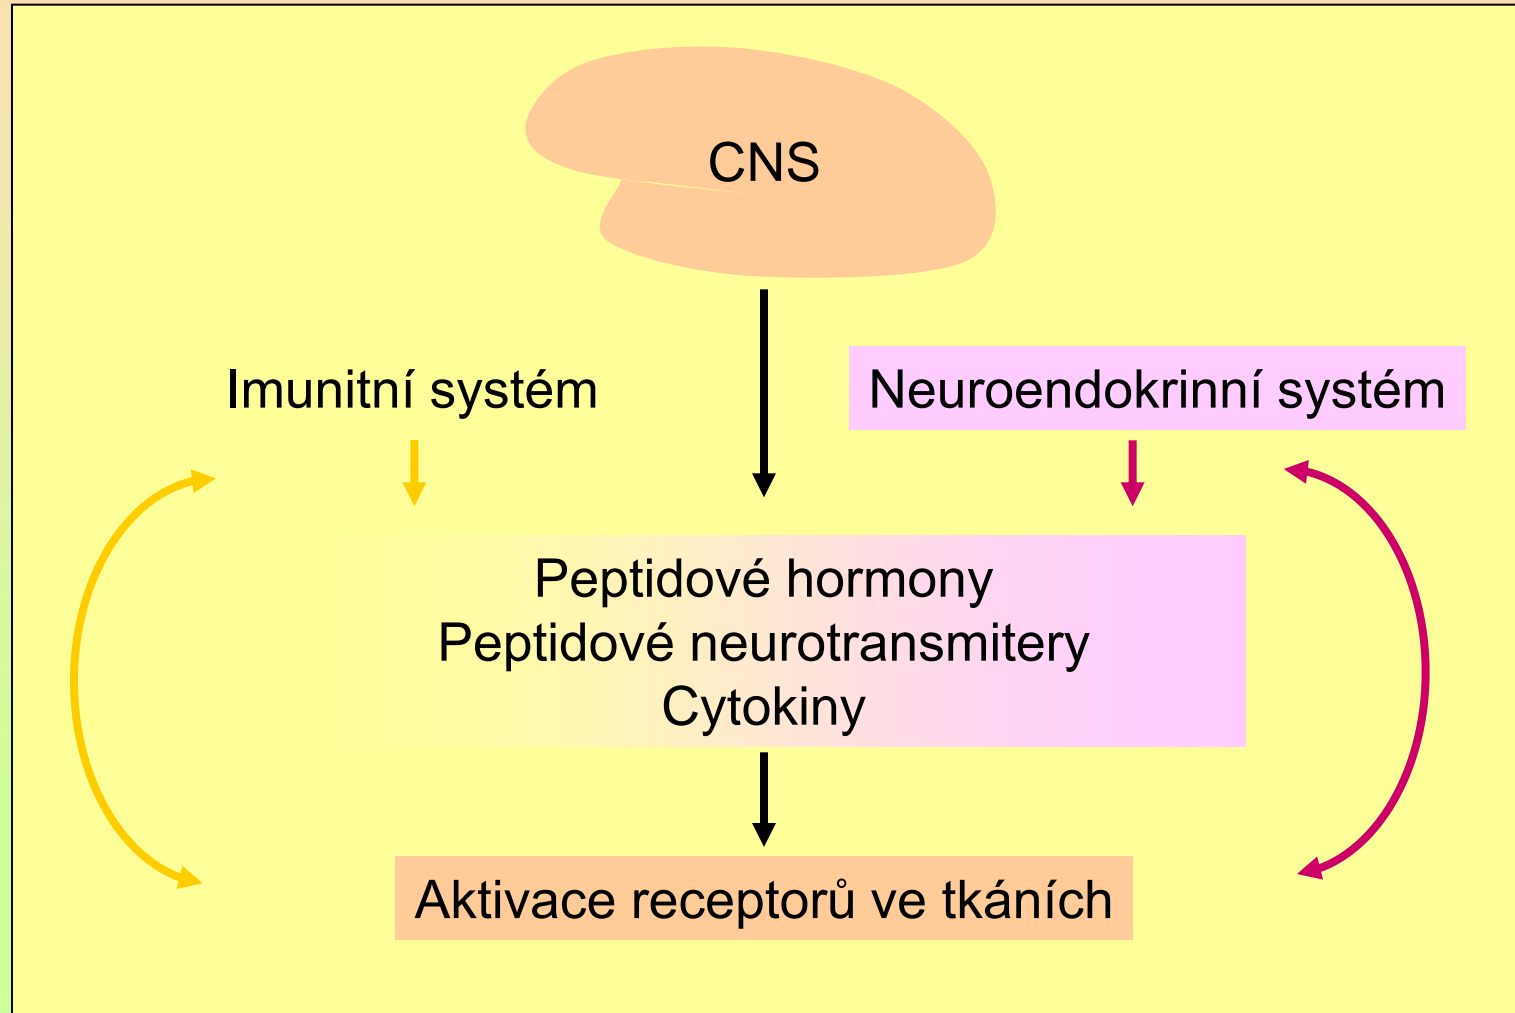 CNS
Imunitní systém
Neuroendokrinní systém
Peptidové hormony
Peptidové neurotransmitery
Cytokiny
Aktivace receptorů ve tkáních